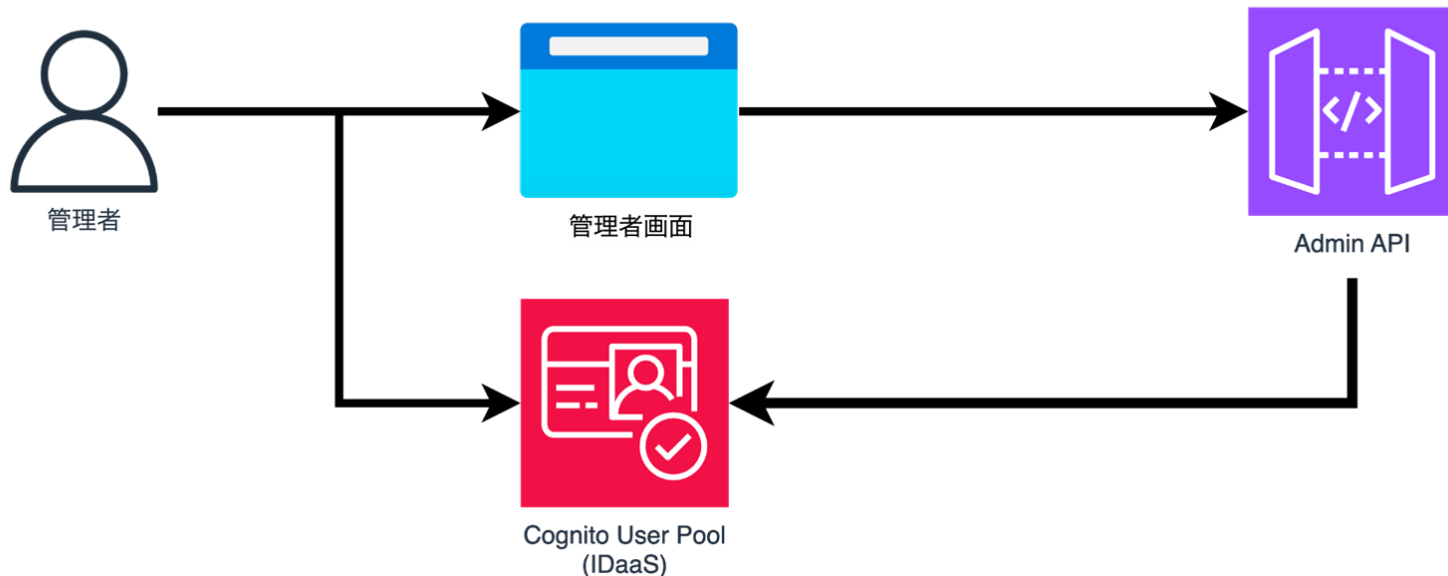 管理者
管理者画面
</>
Admin API
Cognito User Pool
(IDaaS)